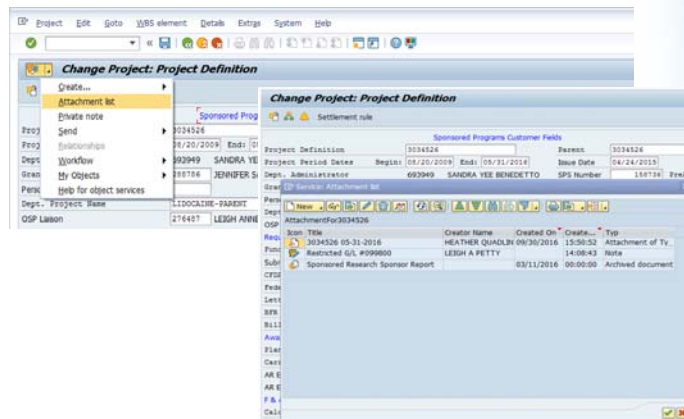 Project Edit Goto WBS element Details Extras System Help
Change Project: Project Definition
Create...
Attachment list
Private note
Send
Relationships
Workflow
My Objects
Help for object services
Sponsored Prog
3034526
08/20/2009 End:
693949 SANDRA YE
288786 JENNIFER S
Dept. Project Name LIDOCAINE-PARENT
OSP Liaison 276487 LEIGH ANNE
Change Project: Project Definition
Settlement rule
Sponsored Programs Customer Fields
Project Definition 3034526 Parent 3034526
Project Period Dates Begin: 08/20/2009 End: 05/31/2016 Issue Date 04/24/2015
Dept. Administrator 693949 SANDRA YEE BENEDETTO SPS Number 158736
Service: Attachment list
New
AttachmentFor3034526
Icon Title Creator Name Created On Create... Typ
3034526 05-31-2016 HEATHER QUADLIN 09/30/2016 15:50:52 Attachment of Ty
Restricted G/L #099800 LEIGH A PETTY 14:08:43 Note
Sponsored Research Sponsor Report 03/11/2016 00:00:00 Archived document
OSP
AR E
AR E
F & A